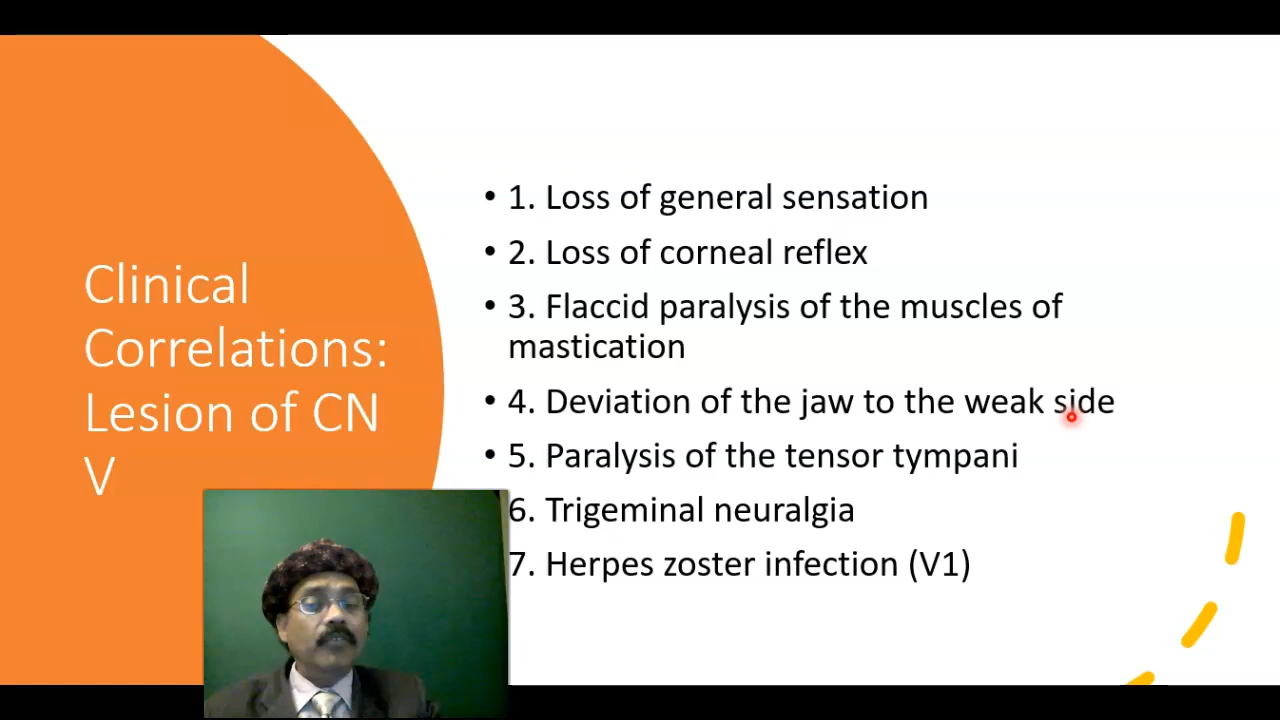 Clinical
Correlations:
Lesion of CN
V
• 1. Loss of general sensation
• 2. Loss of corneal reflex
• 3. Flaccid paralysis of the muscles of
mastication
• 4. Deviation of the jaw to the weak side
• 5. Paralysis of the tensor tympani
6. Trigeminal neuralgia
7. Herpes zoster infection (V1)